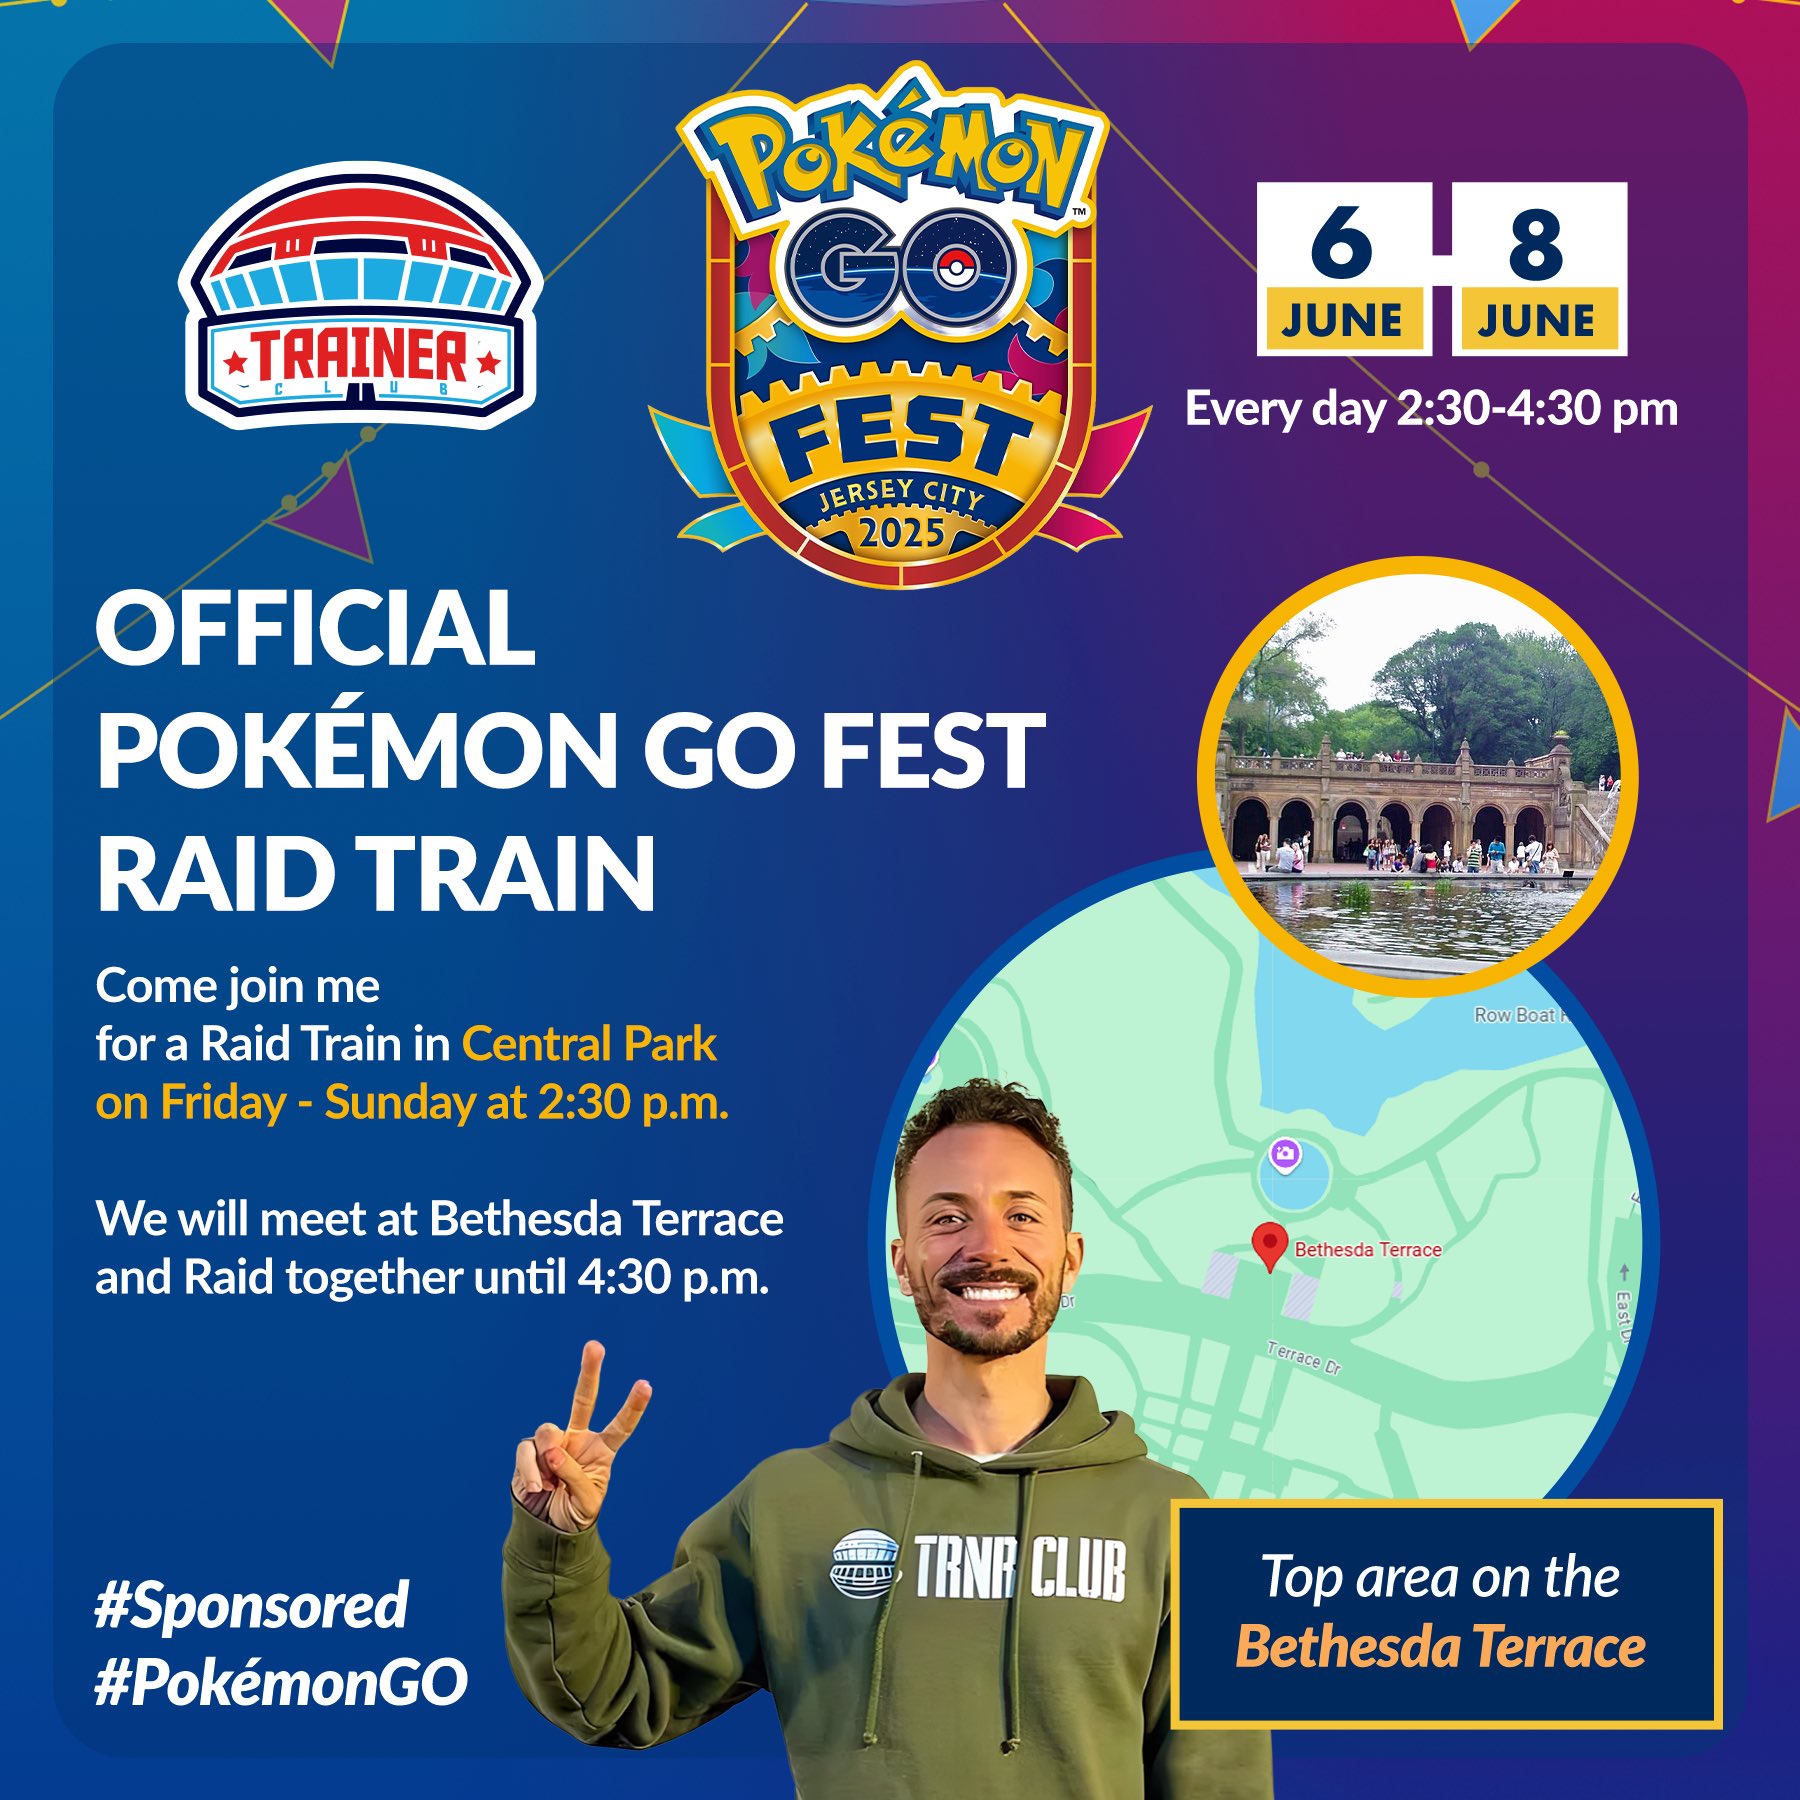 POKÉMON
GO
™
FEST
JERSEY CITY
2025
TRAINER
CLUB
6
JUNE
8
JUNE
Every day 2:30-4:30 pm
OFFICIAL
POKÉMON GO FEST
RAID TRAIN
Come join me
for a Raid Train in Central Park
on Friday - Sunday at 2:30 p.m.
We will meet at Bethesda Terrace
and Raid together until 4:30 p.m.
Row Boat
Bethesda Terrace
Dr
Terrace Dr
East D
TRNR CLUB
#Sponsored
#PokémonGO
Top area on the
Bethesda Terrace